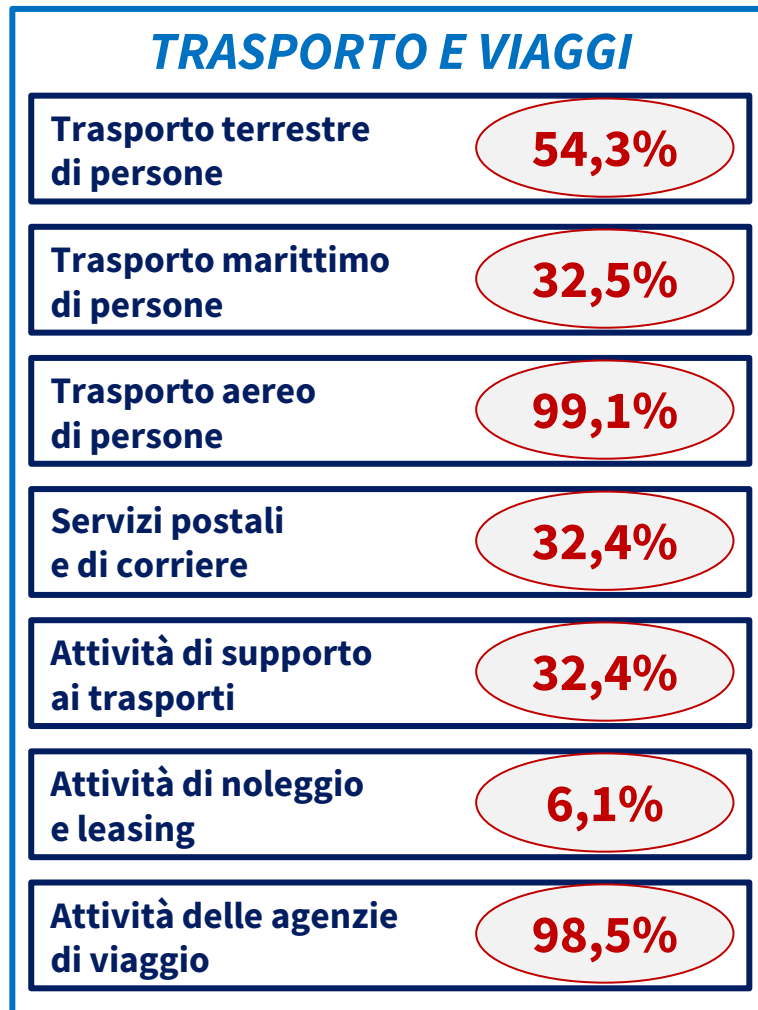 TRASPORTO E VIAGGI
Trasporto terrestre
di persone
54,3%
Trasporto marittimo
di persone
32,5%
Trasporto aereo
di persone
99,1%
Servizi postali
e di corriere
32,4%
Attività di supporto
ai trasporti
32,4%
Attività di noleggio
e leasing
6,1%
Attività delle agenzie
di viaggio
98,5%